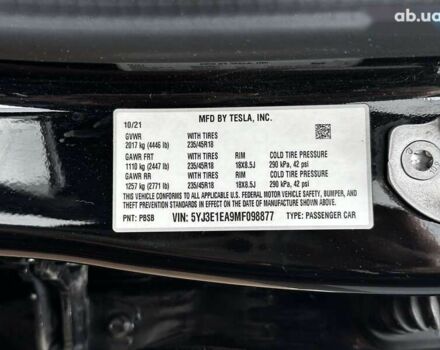 ab.ua
MFD BY TESLA, INC.
10/21
GVWR WITH TIRES
2017 kg (4446 lb) 235/45R18
GAWR FRT WITH TIRES RIM COLD TIRE PRESSURE
1110 kg (2447 lb) 235/45R18 18X8.5J 290 kPa, 42 psi
GAWR RR WITH TIRES RIM COLD TIRE PRESSURE
1257 kg (2771 lb) 235/45R18 18X8.5J 290 kPa, 42 psi
THIS VEHICLE CONFORMS TO ALL APPLICABLE
U.S. FEDERAL MOTOR VEHICLE SAFETY, BUMPER, AND
THEFT PREVENTION STANDARDS IN EFFECT ON THE
DATE OF MANUFACTURE SHOWN ABOVE.
PNT: PBSB VIN: 5YJ3E1EA9MF098877 TYPE: PASSENGER CAR